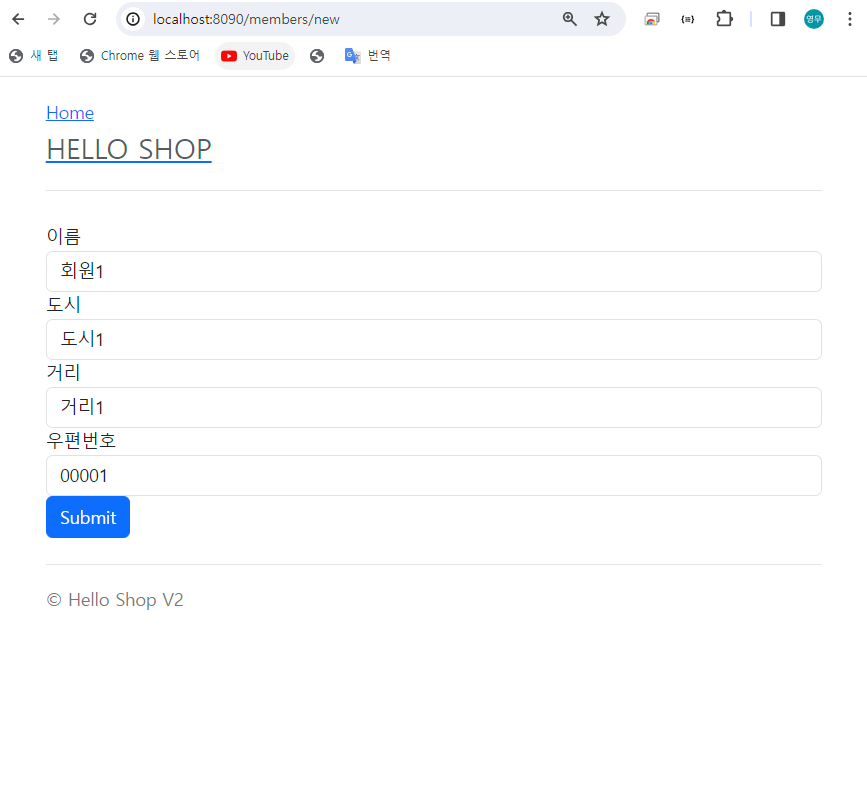 localhost:8090/members/new
영무
새 탭
Chrome 웹 스토어
YouTube
번역
Home
HELLO SHOP
이름
회원1
도시
도시1
거리
거리1
우편번호
00001
Submit
© Hello Shop V2